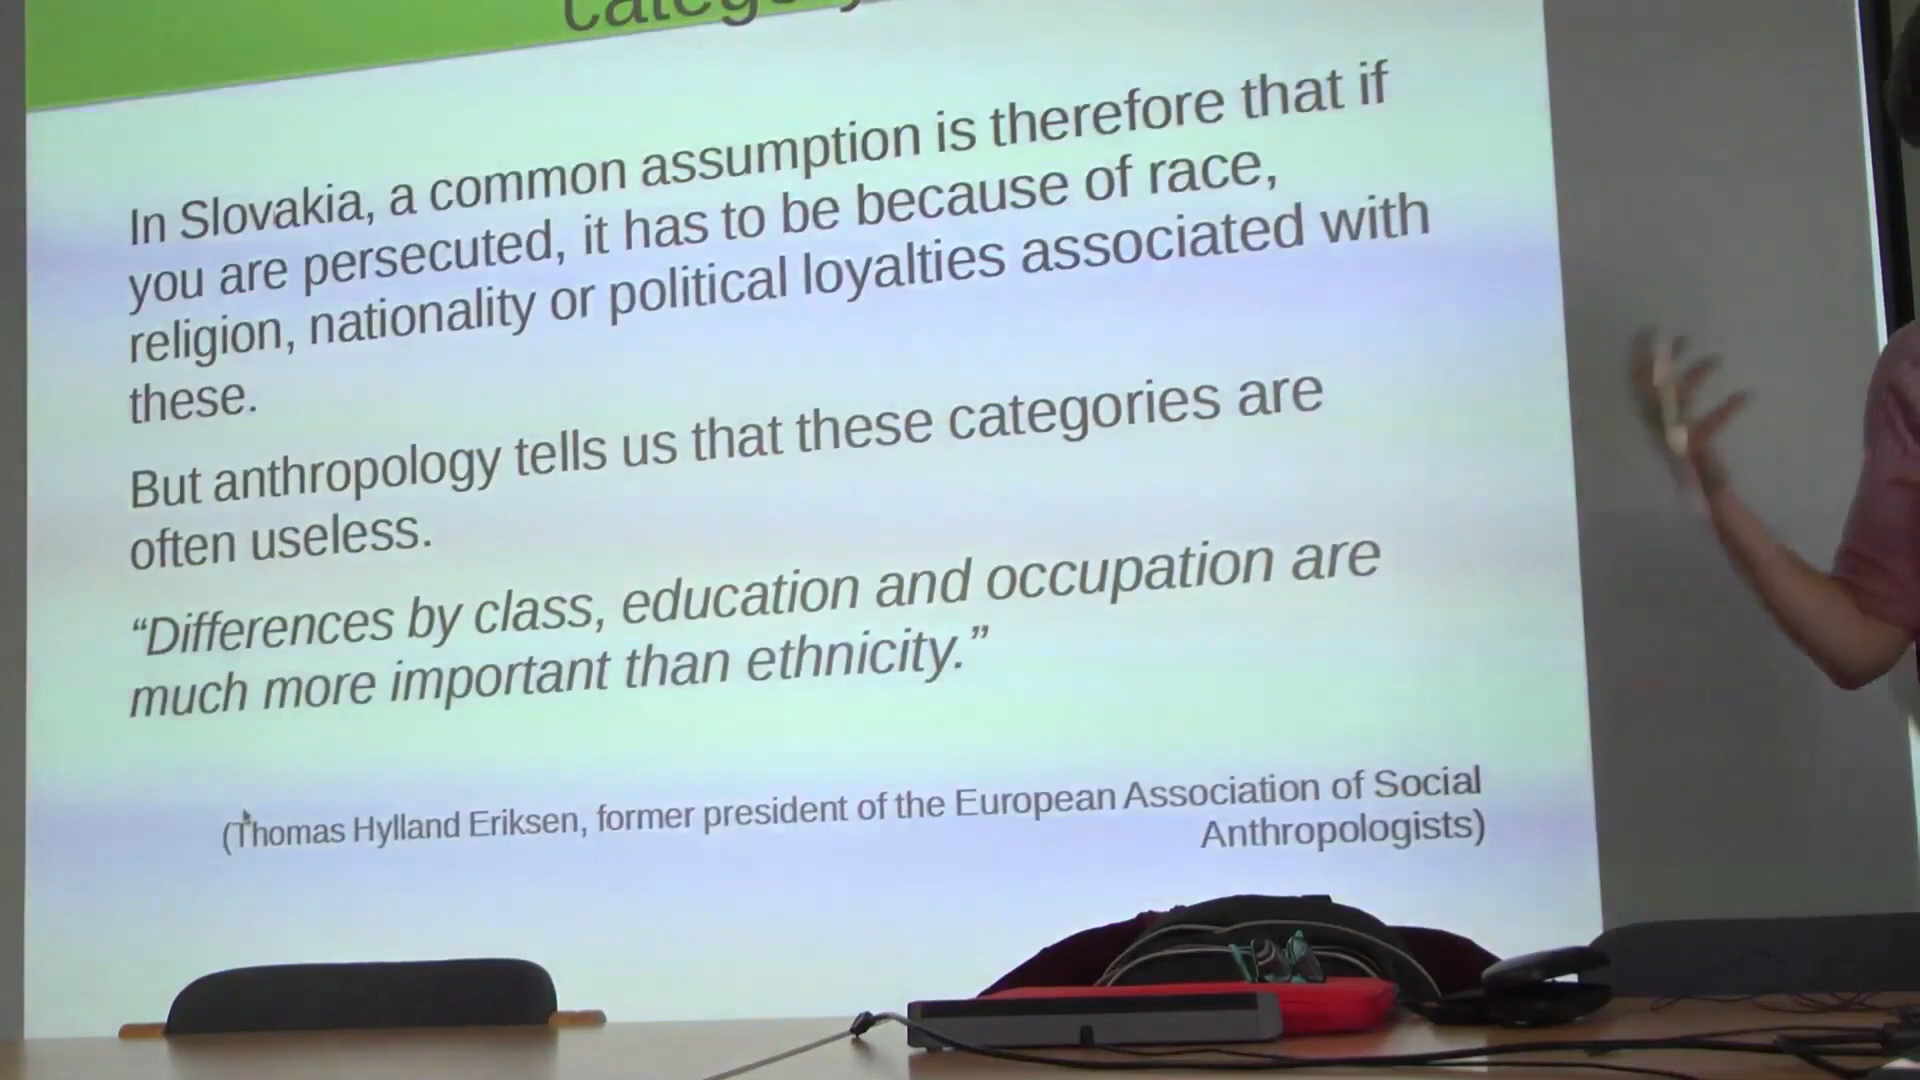 In Slovakia, a common assumption is therefore that if
you are persecuted, it has to be because of race,
religion, nationality or political loyalties associated with
these.
But anthropology tells us that these categories are
often useless.
“Differences by class, education and occupation are
much more important than ethnicity.”
(Thomas Hylland Eriksen, former president of the European Association of Social
Anthropologists)